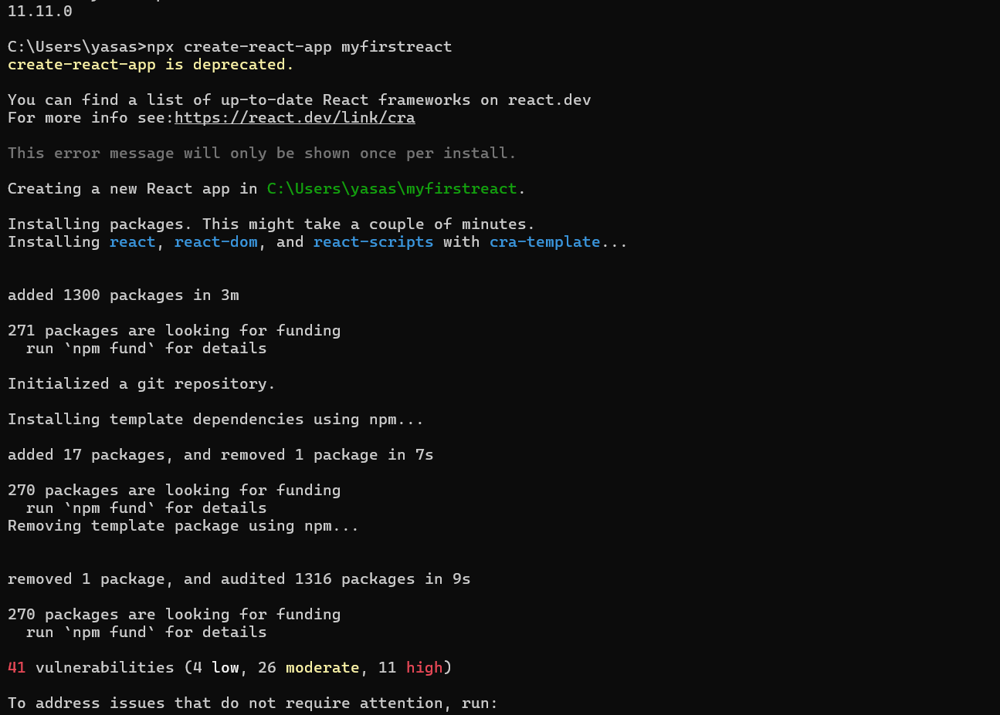 11.11.0
C:\Users\yasas>npx create-react-app myfirstreact
create-react-app is deprecated.
You can find a list of up-to-date React frameworks on react.dev
For more info see:https://react.dev/link/cra
This error message will only be shown once per install.
Creating a new React app in C:\Users\yasas\myfirstreact.
Installing packages. This might take a couple of minutes.
Installing react, react-dom, and react-scripts with cra-template...
added 1300 packages in 3m
271 packages are looking for funding
  run `npm fund` for details
Initialized a git repository.
Installing template dependencies using npm...
added 17 packages, and removed 1 package in 7s
270 packages are looking for funding
  run `npm fund` for details
Removing template package using npm...
removed 1 package, and audited 1316 packages in 9s
270 packages are looking for funding
  run `npm fund` for details
41 vulnerabilities (4 low, 26 moderate, 11 high)
To address issues that do not require attention, run: